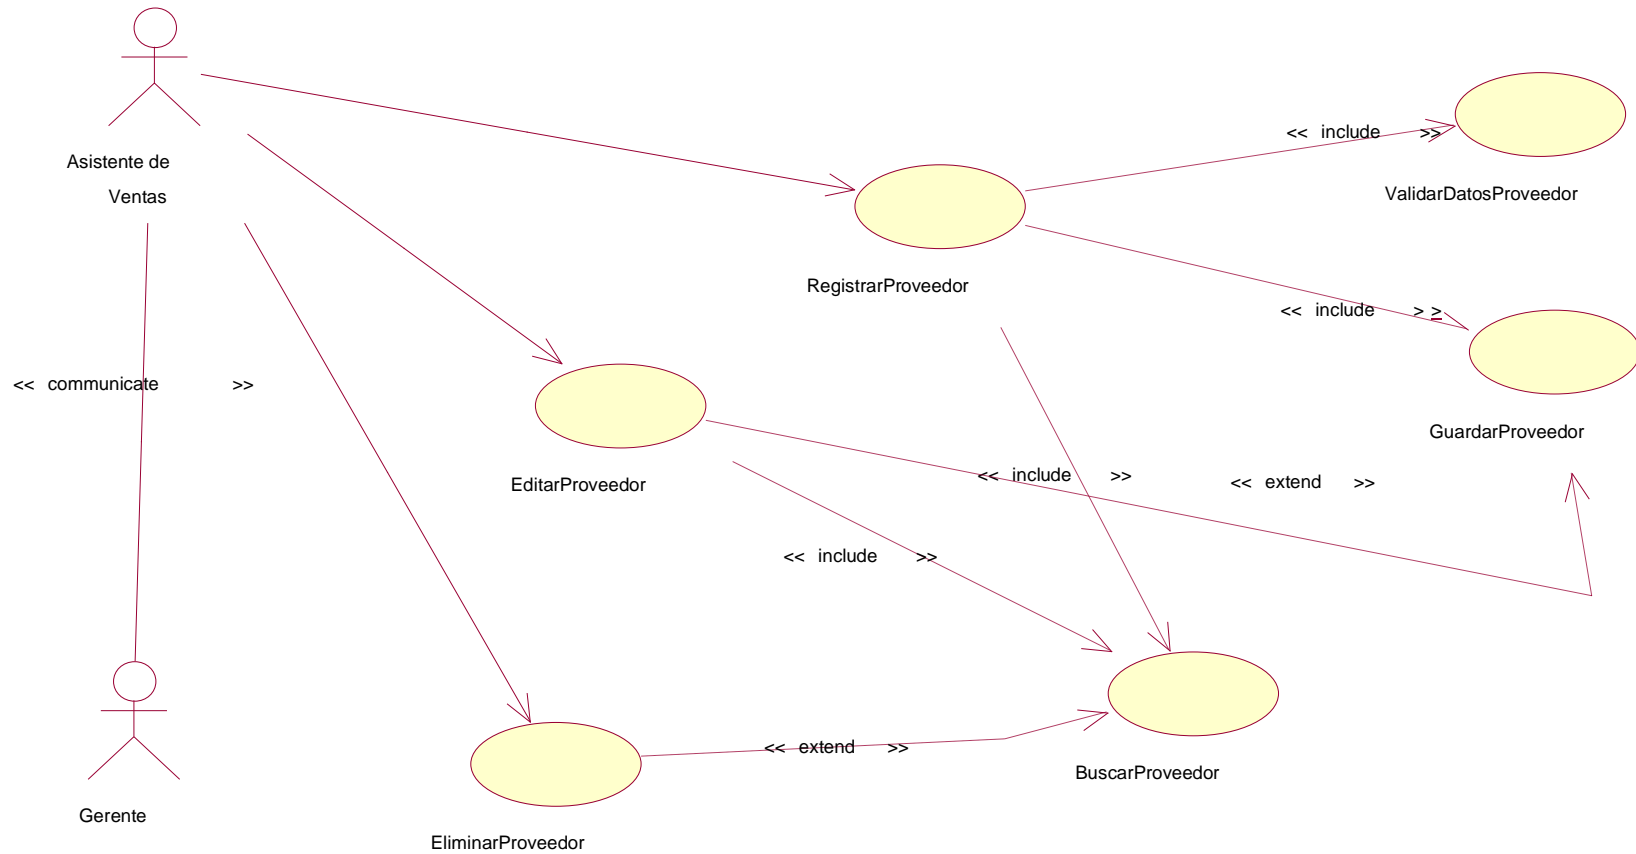 Asistente de
Ventas
<< include >>
ValidarDatosProveedor
RegistrarProveedor
<< include > >
<< communicate >>
GuardarProveedor
EditarProveedor
<< include >>
<< extend >>
<< include >>
<< extend >>
BuscarProveedor
Gerente
EliminarProveedor